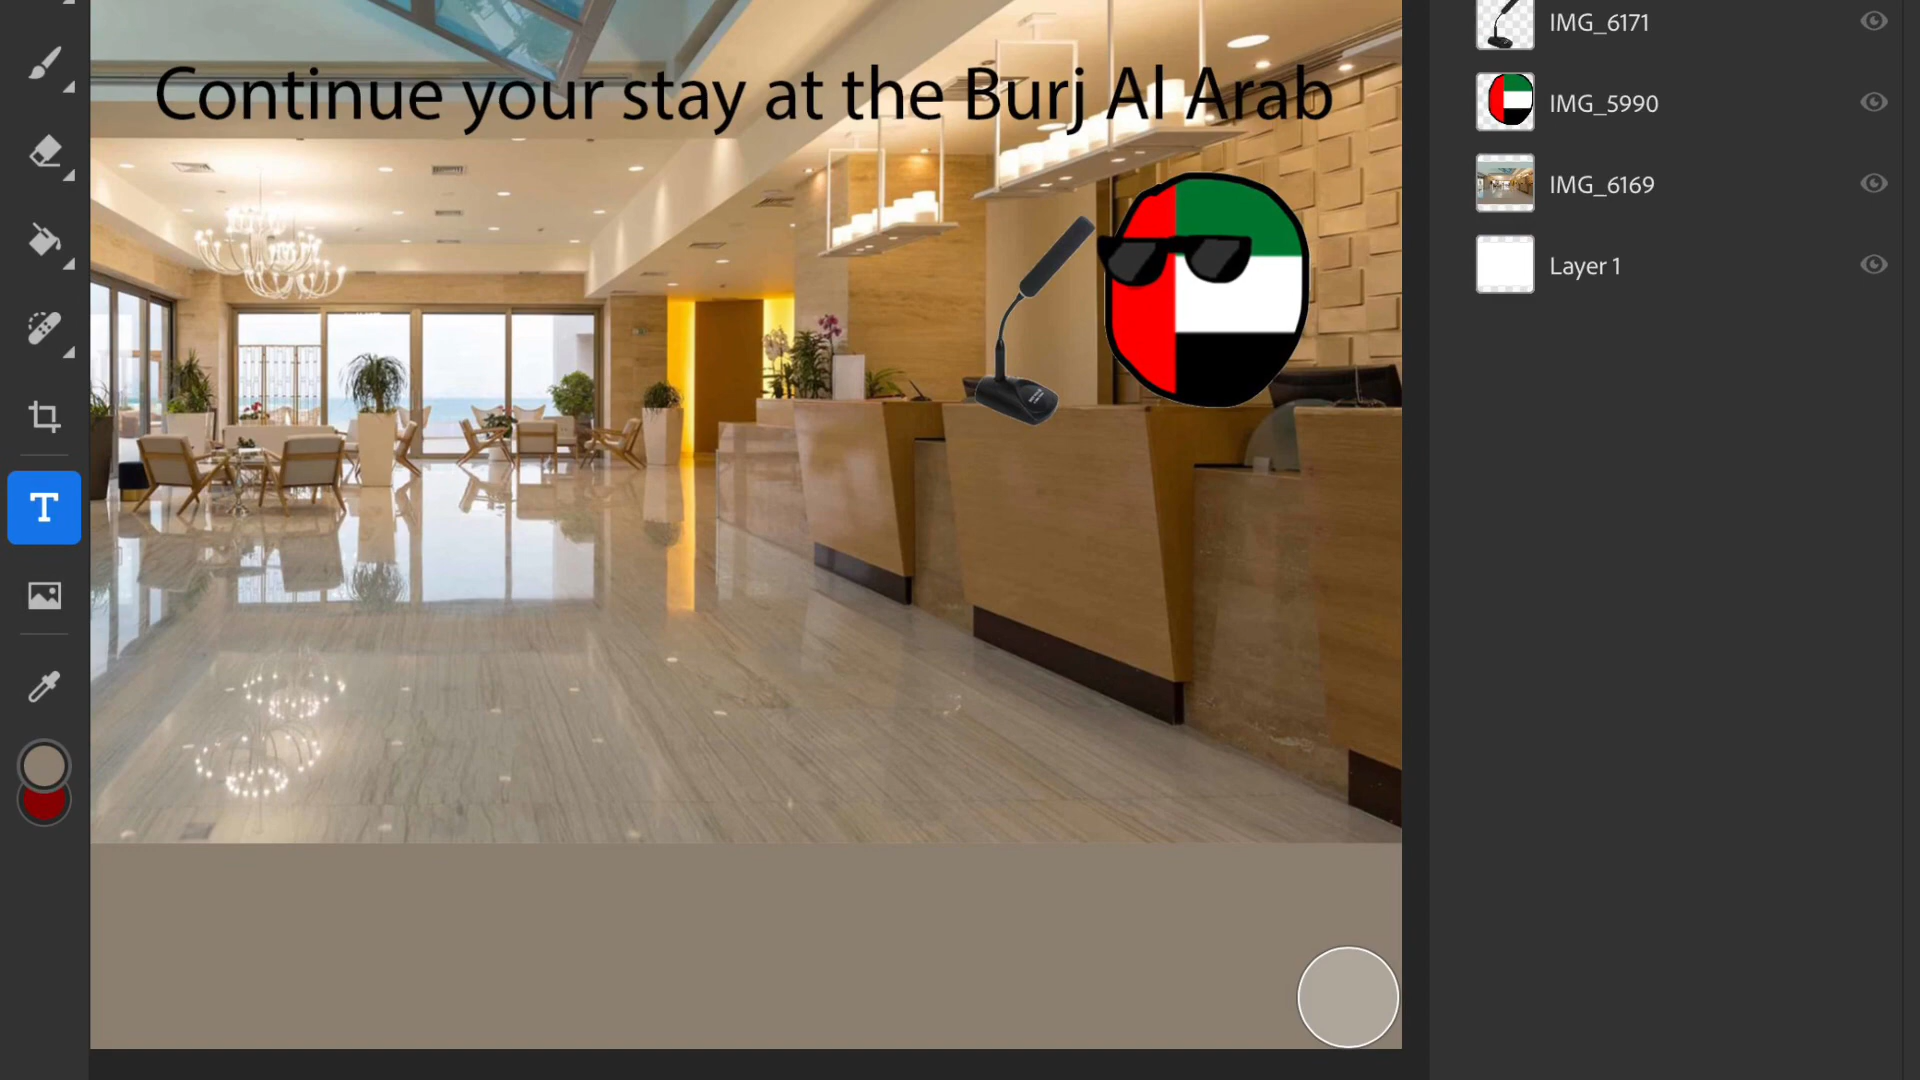 Continue your stay at the Burj Al Arab
IMG_6171
IMG_5990
IMG_6169
Layer 1
T